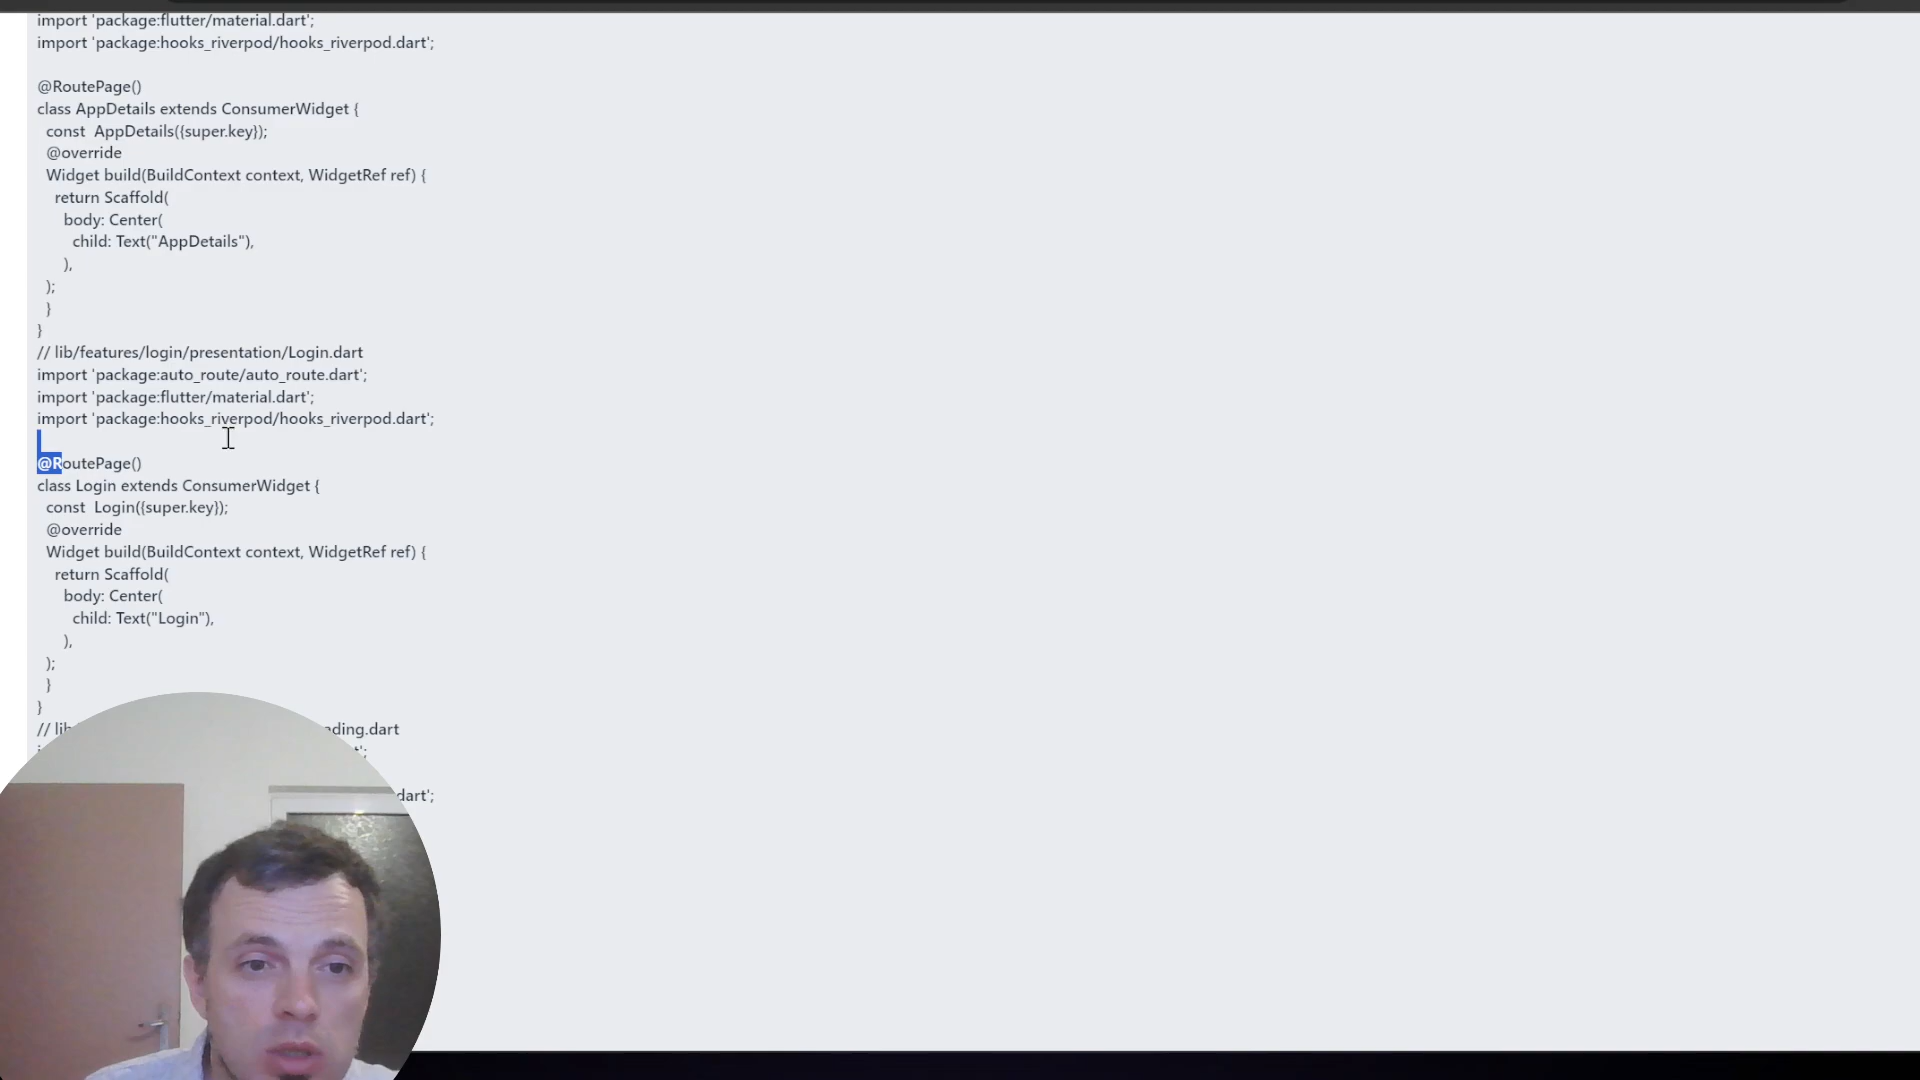 import 'package:flutter/material.dart';
import 'package:hooks_riverpod/hooks_riverpod.dart';
@RoutePage()
class AppDetails extends ConsumerWidget {
const  AppDetails({super.key});
@override
Widget build(BuildContext context, WidgetRef ref) {
return Scaffold(
body: Center(
child: Text("AppDetails"),
),
);
}
}
// lib/features/login/presentation/Login.dart
import 'package:auto_route/auto_route.dart';
import 'package:flutter/material.dart';
import 'package:hooks_riverpod/hooks_riverpod.dart';
@RoutePage()
class Login extends ConsumerWidget {
const  Login({super.key});
@override
Widget build(BuildContext context, WidgetRef ref) {
return Scaffold(
body: Center(
child: Text("Login"),
),
);
}
}
//
dart';